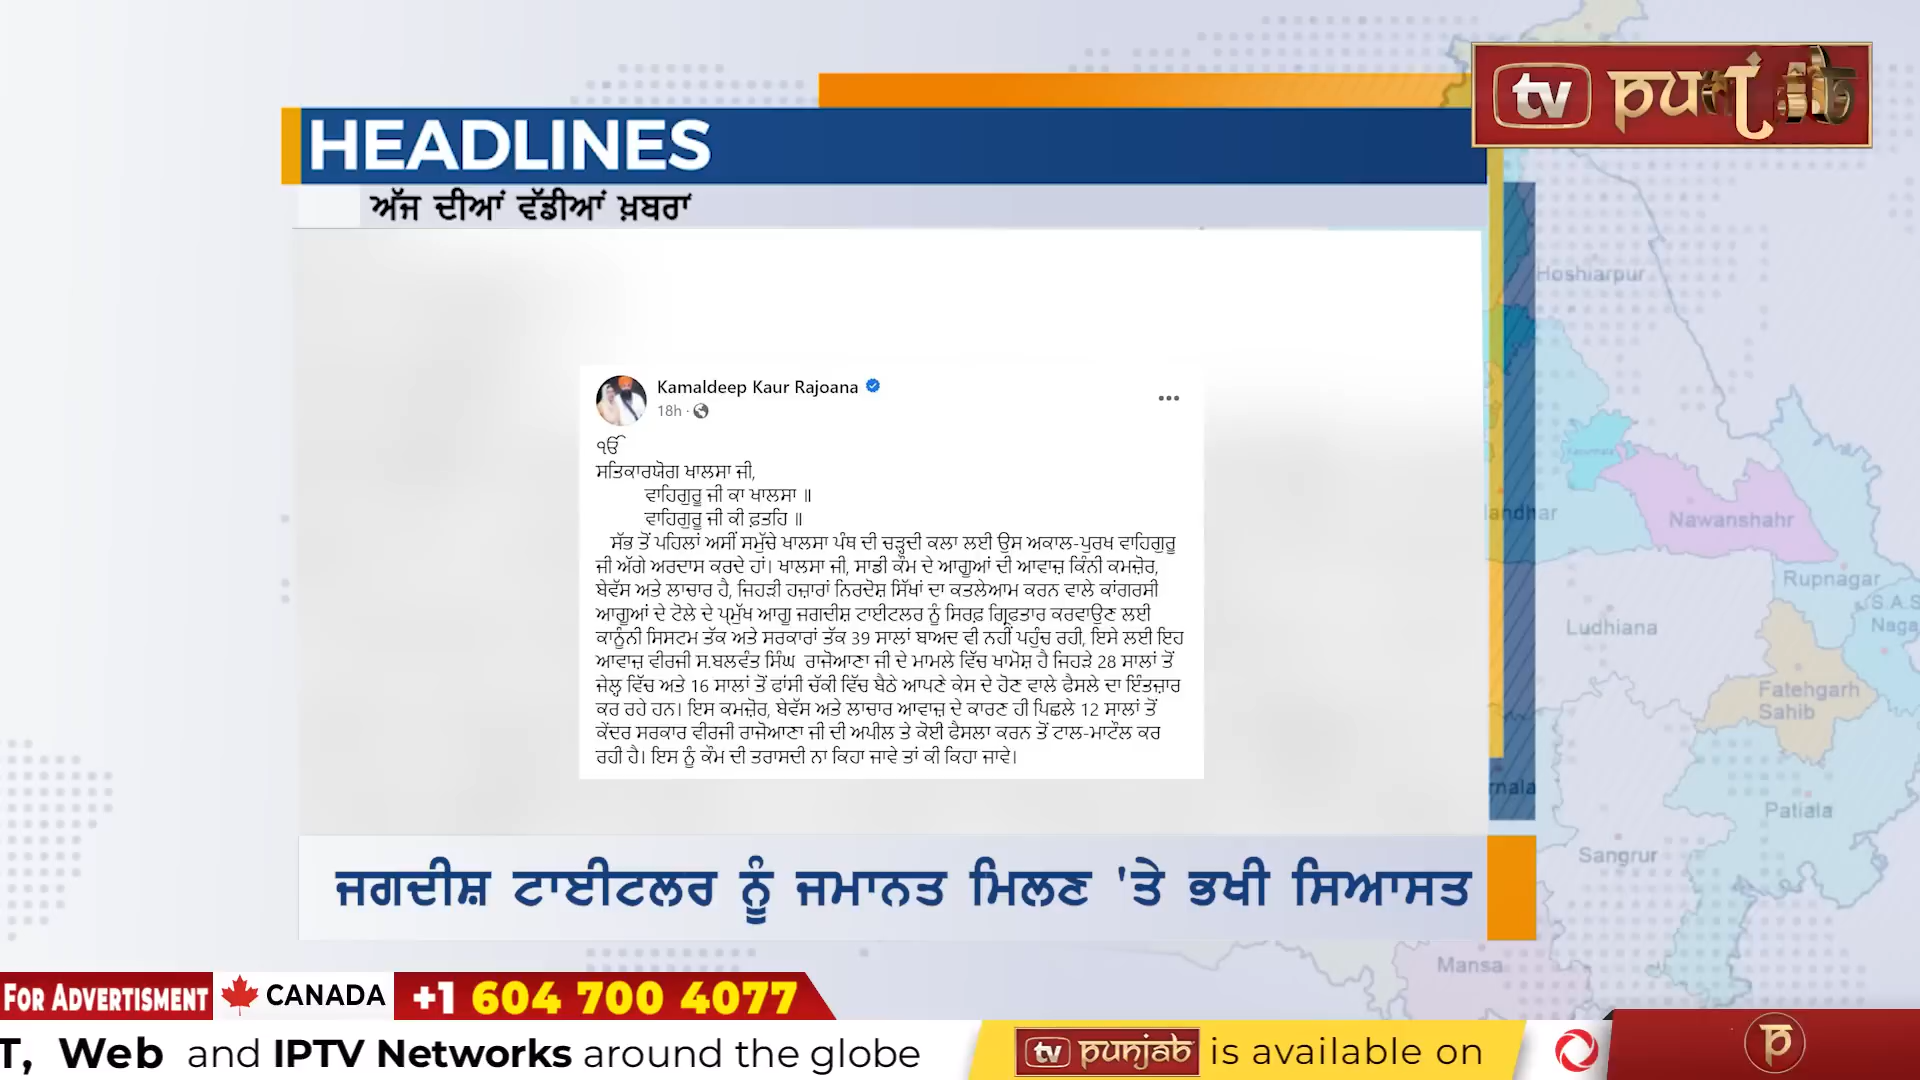 HEADLINES
ਅੱਜ ਦੀਆਂ ਵੱਡੀਆਂ ਖ਼ਬਰਾਂ
tv
Hoshiarpur
Kamaldeep Kaur Rajoana
18h ·
ੴ
ਸਤਿਕਾਰਯੋਗ ਖਾਲਸਾ ਜੀ,
ਵਾਹਿਗੁਰੂ ਜੀ ਕਾ ਖਾਲਸਾ ॥
ਵਾਹਿਗੁਰੂ ਜੀ ਕੀ ਫ਼ਤਹਿ ॥
ਸੱਭ ਤੋਂ ਪਹਿਲਾਂ ਅਸੀਂ ਸਮੁੱਚੇ ਖਾਲਸਾ ਪੰਥ ਦੀ ਚੜ੍ਹਦੀ ਕਲਾ ਲਈ ਉਸ ਅਕਾਲ-ਪੁਰਖ ਵਾਹਿਗੁਰੂ
ਜੀ ਅੱਗੇ ਅਰਦਾਸ ਕਰਦੇ ਹਾਂ। ਖਾਲਸਾ ਜੀ, ਸਾਡੀ ਕੌਮ ਦੇ ਆਗੂਆਂ ਦੀ ਆਵਾਜ਼ ਕਿੰਨੀ ਕਮਜ਼ੋਰ,
ਬੇਵੱਸ ਅਤੇ ਲਾਚਾਰ ਹੈ, ਜਿਹੜੀ ਹਜ਼ਾਰਾਂ ਨਿਰਦੋਸ਼ ਸਿੱਖਾਂ ਦਾ ਕਤਲੇਆਮ ਕਰਨ ਵਾਲੇ ਕਾਂਗਰਸੀ
ਆਗੂਆਂ ਦੇ ਟੋਲੇ ਦੇ ਪ੍ਰਮੁੱਖ ਆਗੂ ਜਗਦੀਸ਼ ਟਾਈਟਲਰ ਨੂੰ ਸਿਰਫ਼ ਗ੍ਰਿਫਤਾਰ ਕਰਵਾਉਣ ਲਈ
ਕਾਨੂੰਨੀ ਸਿਸਟਮ ਤੱਕ ਅਤੇ ਸਰਕਾਰਾਂ ਤੱਕ 39 ਸਾਲਾਂ ਬਾਅਦ ਵੀ ਨਹੀਂ ਪਹੁੰਚ ਰਹੀ, ਇਸੇ ਲਈ ਇਹ
ਆਵਾਜ਼ ਵੀਰਜੀ ਸ.ਬਲਵੰਤ ਸਿੰਘ ਰਾਜੋਆਣਾ ਜੀ ਦੇ ਮਾਮਲੇ ਵਿੱਚ ਖਾਮੋਸ਼ ਹੈ ਜਿਹੜੇ 28 ਸਾਲਾਂ ਤੋਂ
ਜੇਲ੍ਹ ਵਿੱਚ ਅਤੇ 16 ਸਾਲਾਂ ਤੋਂ ਫਾਂਸੀ ਚੱਕੀ ਵਿੱਚ ਬੈਠੇ ਆਪਣੇ ਕੇਸ ਦੇ ਹੋਣ ਵਾਲੇ ਫੈਸਲੇ ਦਾ ਇੰਤਜ਼ਾਰ
ਕਰ ਰਹੇ ਹਨ। ਇਸ ਕਮਜ਼ੋਰ, ਬੇਵੱਸ ਅਤੇ ਲਾਚਾਰ ਆਵਾਜ਼ ਦੇ ਕਾਰਣ ਹੀ ਪਿਛਲੇ 12 ਸਾਲਾਂ ਤੋਂ
ਕੇਂਦਰ ਸਰਕਾਰ ਵੀਰਜੀ ਰਾਜੋਆਣਾ ਜੀ ਦੀ ਅਪੀਲ ਤੇ ਕੋਈ ਫੈਸਲਾ ਕਰਨ ਤੋਂ ਟਾਲ-ਮਾਟੌਲ ਕਰ
ਰਹੀ ਹੈ। ਇਸ ਨੂੰ ਕੌਮ ਦੀ ਤਰਾਸਦੀ ਨਾ ਕਿਹਾ ਜਾਵੇ ਤਾਂ ਕੀ ਕਿਹਾ ਜਾਵੇ।
Nawanshahr
Rupnagar
S.A.S
Naga
Ludhiana
Fatehgarh
Sahib
Patiala
Sangrur
Mansa
ਜਗਦੀਸ਼ ਟਾਈਟਲਰ ਨੂੰ ਜਮਾਨਤ ਮਿਲਣ 'ਤੇ ਭਖੀ ਸਿਆਸਤ
FOR ADVERTISMENT CANADA +1 604 700 4077
T, Web and IPTV Networks around the globe tv punjab is available on